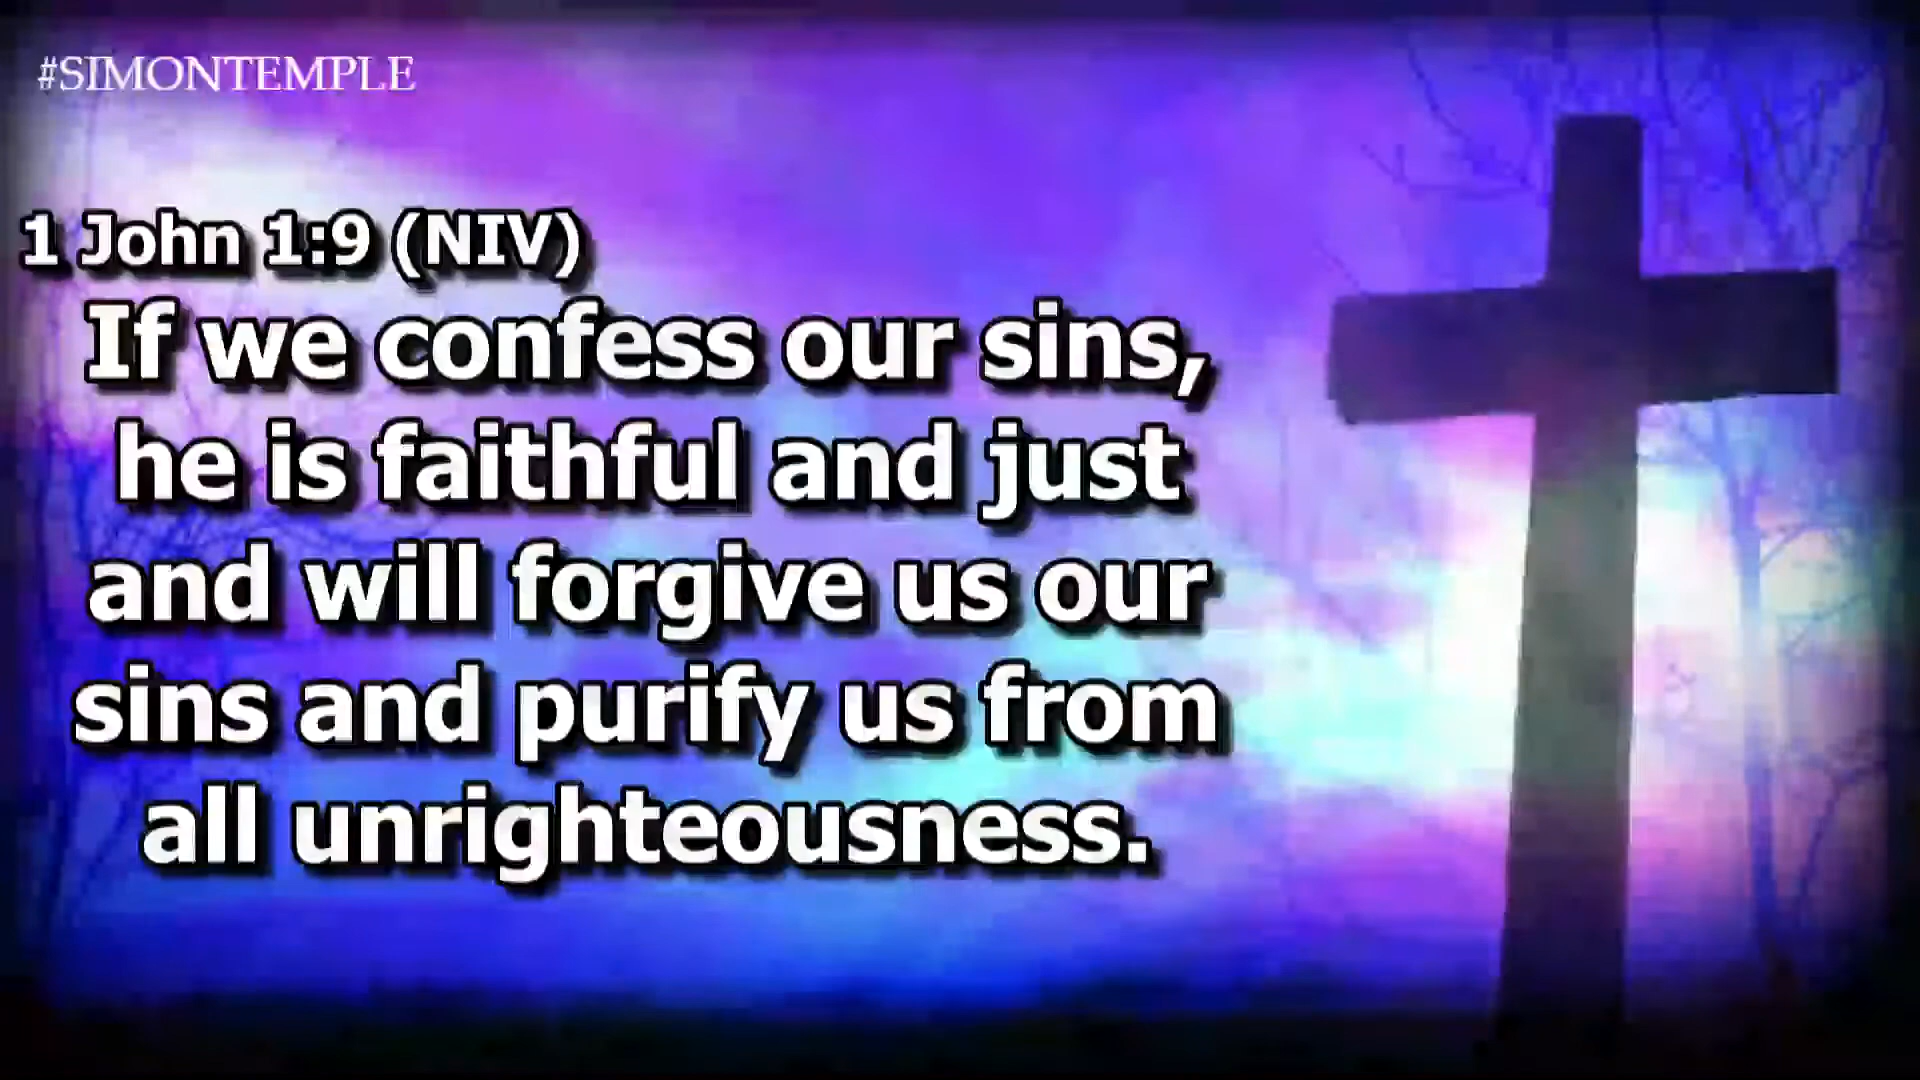 #SIMONTEMPLE
1 John 1:9 (NIV)
If we confess our sins,
he is faithful and just
and will forgive us our
sins and purify us from
all unrighteousness.